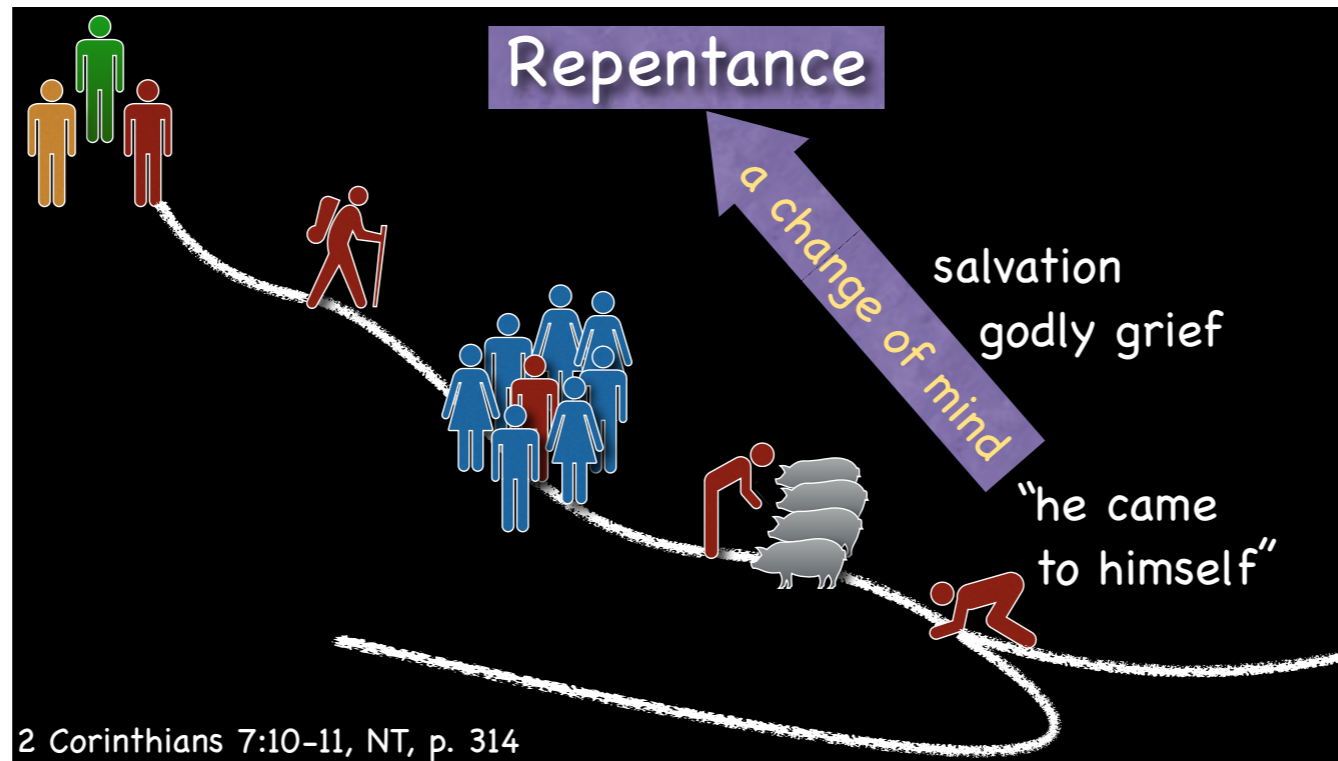 Repentance
a change of mind
salvation
godly grief
"he came
to himself"
2 Corinthians 7:10-11, NT, p. 314